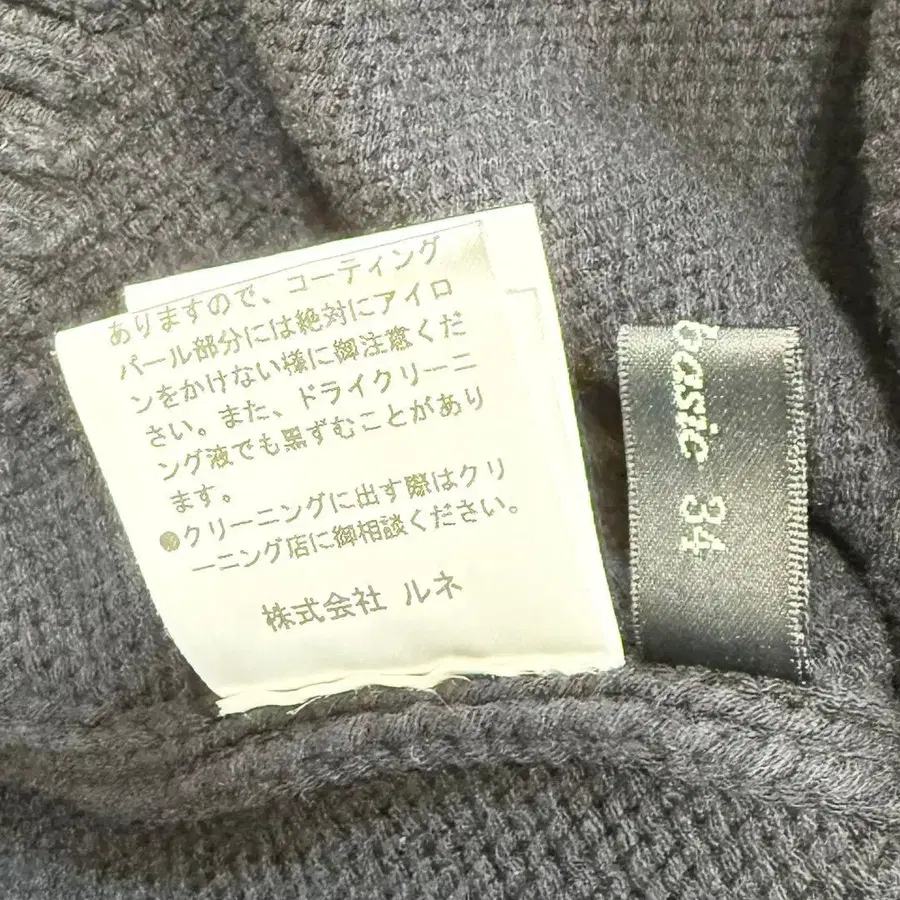 ありますので、コーティング
パール部分には絶対にアイロ
ンをかけない様に御注意くだ
さい。また、ドライクリーニ
ング液でも黒ずむことがあり
ます。
●クリーニングに出す際はクリ
ーニング店に御相談ください。
株式会社 ルネ
basic 34